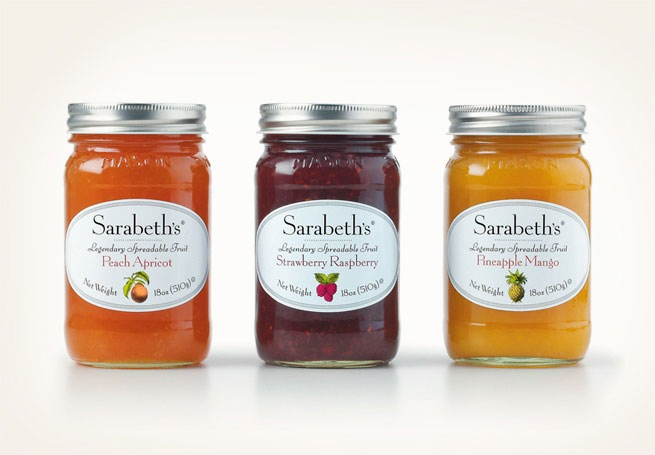 MASON
Sarabeth's®
Legendary Spreadable Fruit
Peach Apricot
Net Weight 18oz (510g)
MASON
Sarabeth's®
Legendary Spreadable Fruit
Strawberry Raspberry
Net Weight 18oz (510g)
MASON
Sarabeth's®
Legendary Spreadable Fruit
Pineapple Mango
Net Weight 18oz (510g)